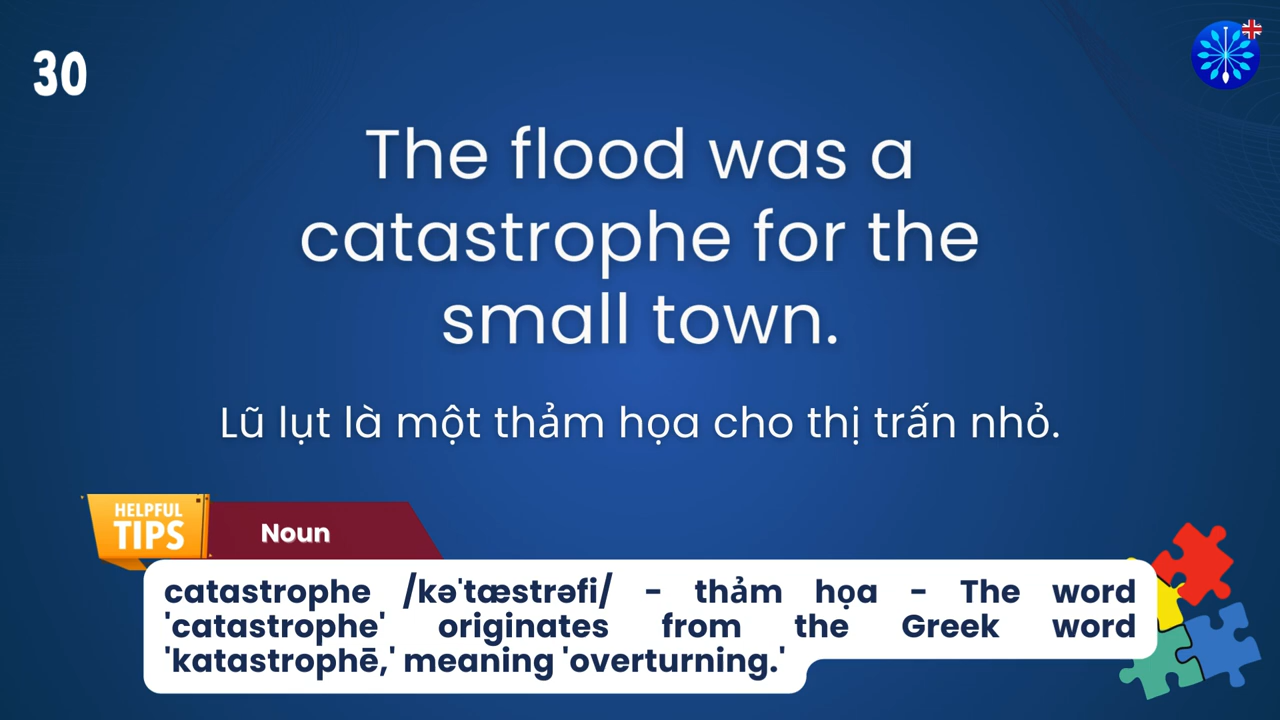 30
The flood was a
catastrophe for the
small town.
Lũ lụt là một thảm họa cho thị trấn nhỏ.
HELPFUL
TIPS
Noun
catastrophe /kəˈtæstrəfi/ - thảm họa - The word
'catastrophe' originates from the Greek word
'katastrophē,' meaning 'overturning.'